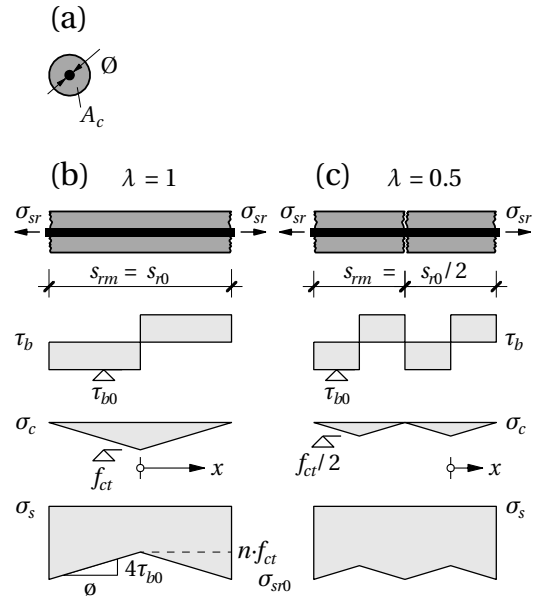 (a)
Ø
A_c
(b) λ = 1
(c) λ = 0.5
σ_sr σ_sr σ_sr
s_rm = s_r0
s_rm = s_r0/2
τ_b τ_b
τ_b0 τ_b0
σ_c σ_c
f_ct x
f_ct/2 x
σ_s σ_s
n·f_ct
4τ_b0 σ_sr0
ø